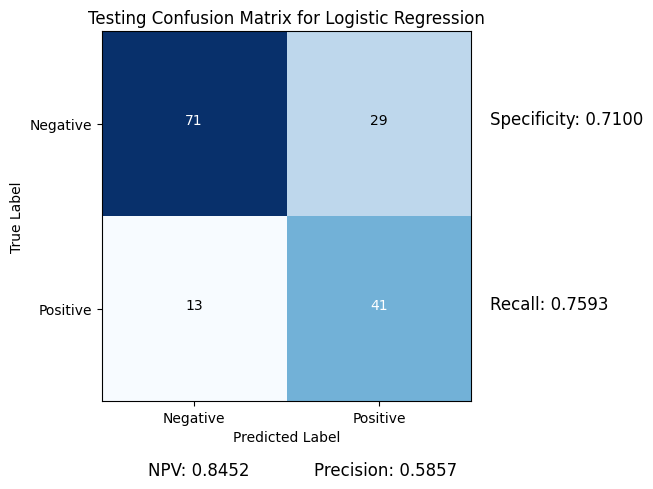 Testing Confusion Matrix for Logistic Regression
True Label
Negative
71
29
Specificity: 0.7100
Positive
13
41
Recall: 0.7593
Negative
Positive
Predicted Label
NPV: 0.8452
Precision: 0.5857